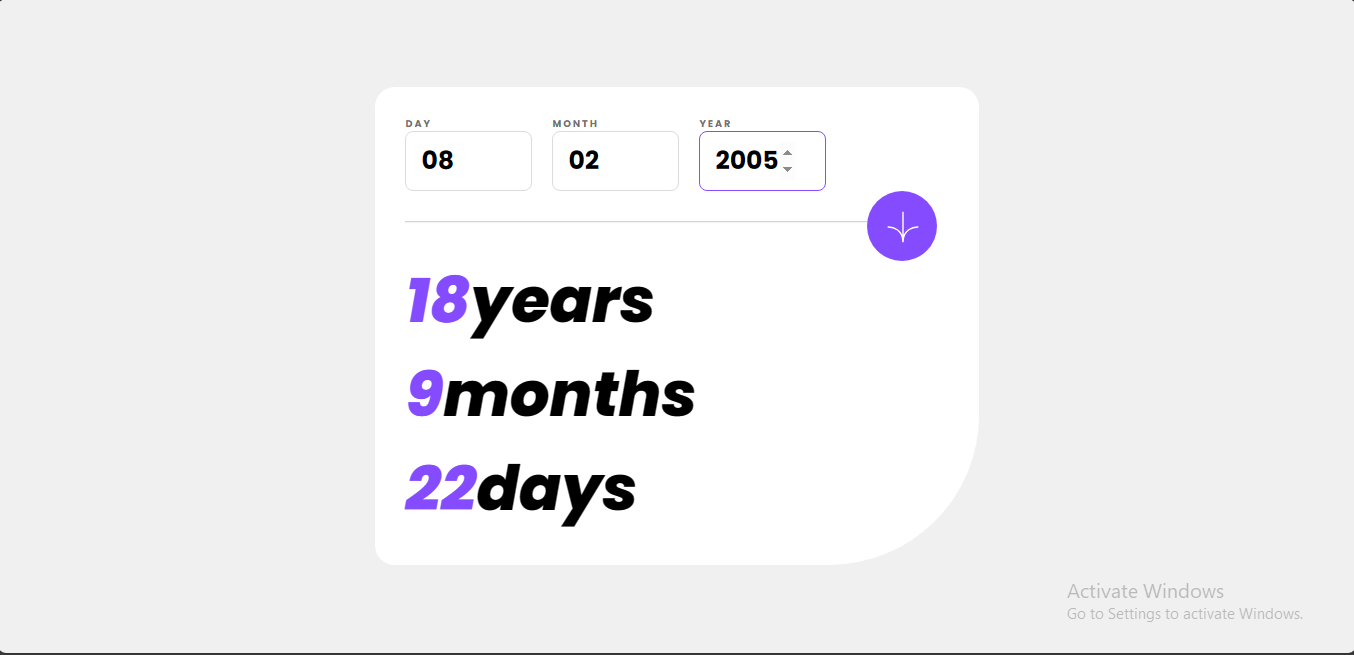 DAY MONTH YEAR
08 02 2005
18years
9months
22days
Activate Windows
Go to Settings to activate Windows.